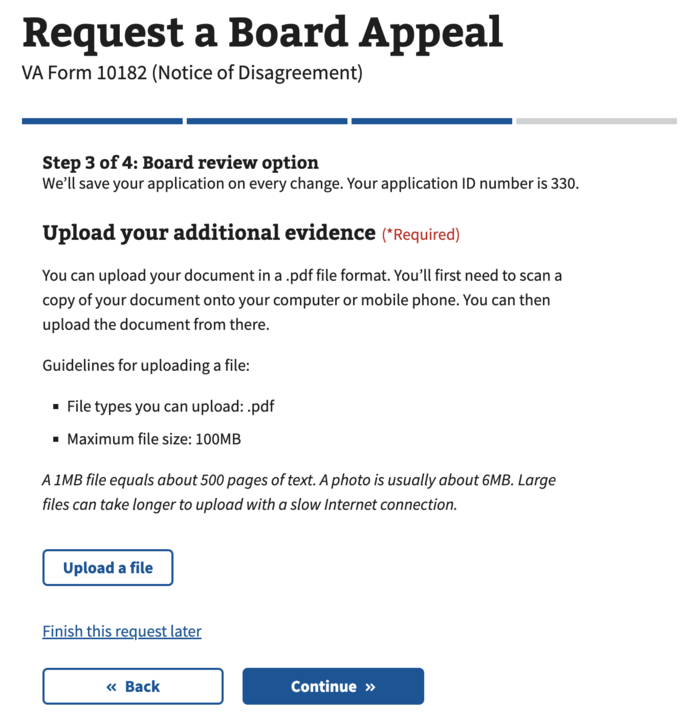 Request a Board Appeal
VA Form 10182 (Notice of Disagreement)
Step 3 of 4: Board review option
We’ll save your application on every change. Your application ID number is 330.
Upload your additional evidence (*Required)
You can upload your document in a .pdf file format. You’ll first need to scan a
copy of your document onto your computer or mobile phone. You can then
upload the document from there.
Guidelines for uploading a file:
▪ File types you can upload: .pdf
▪ Maximum file size: 100MB
A 1MB file equals about 500 pages of text. A photo is usually about 6MB. Large
files can take longer to upload with a slow Internet connection.
Upload a file
Finish this request later
« Back
Continue »